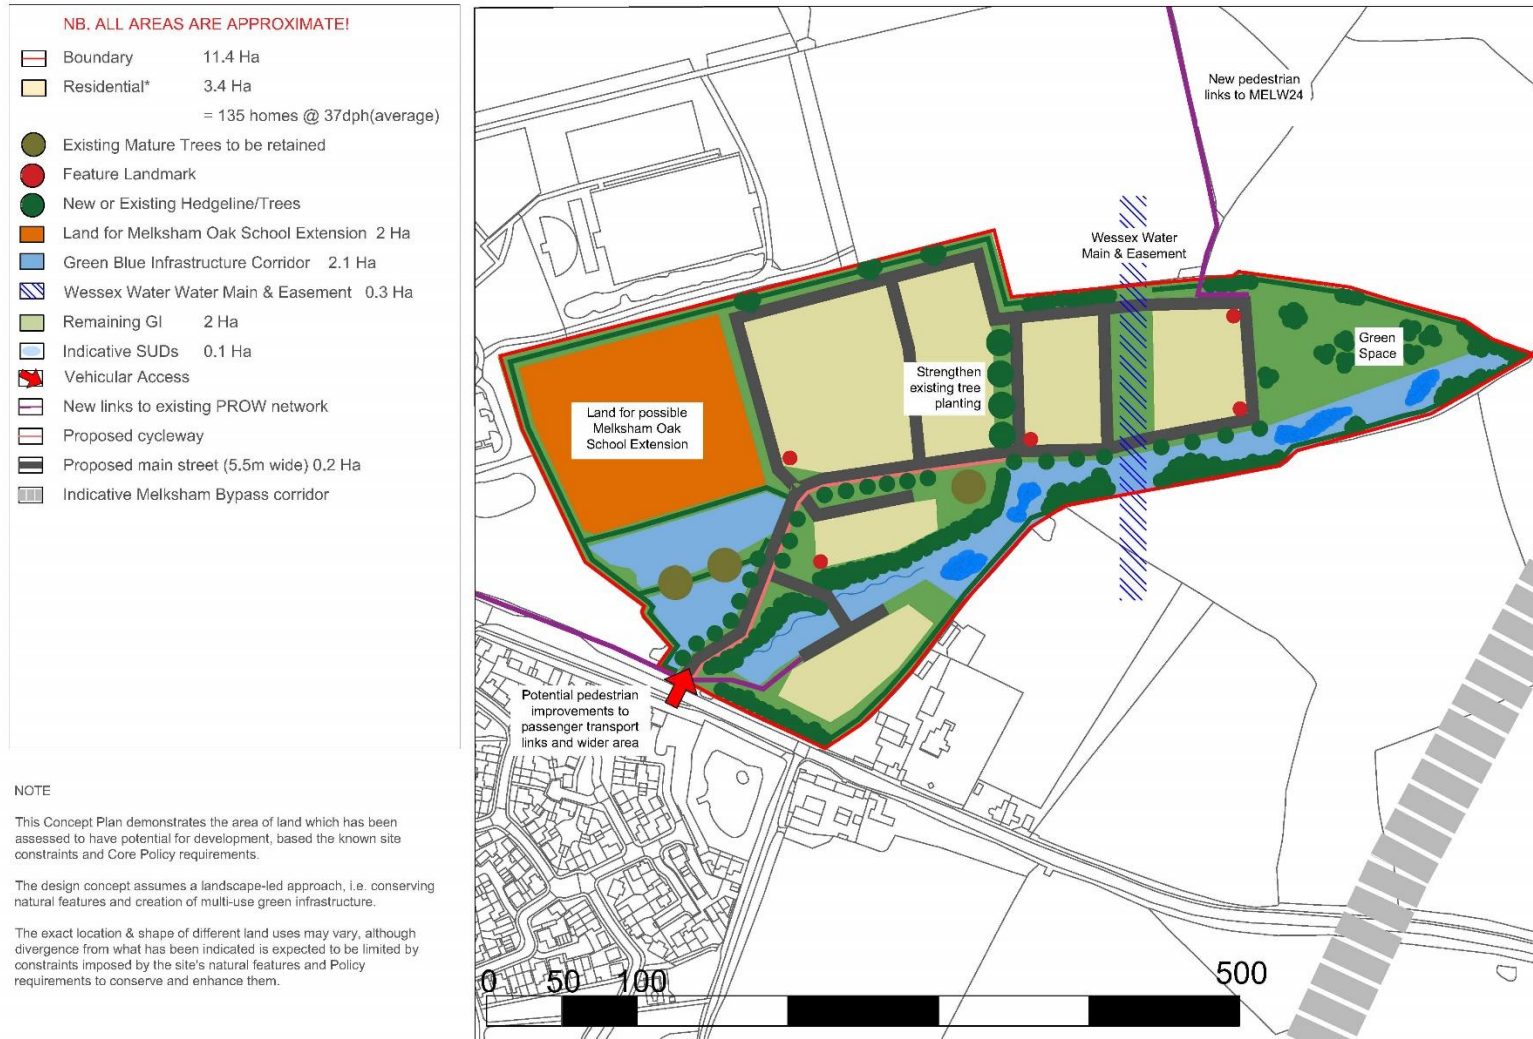 NB. ALL AREAS ARE APPROXIMATE!
Boundary 11.4 Ha
Residential* 3.4 Ha
= 135 homes @ 37dph(average)
Existing Mature Trees to be retained
Feature Landmark
New or Existing Hedgeline/Trees
Land for Melksham Oak School Extension 2 Ha
Green Blue Infrastructure Corridor 2.1 Ha
Wessex Water Water Main & Easement 0.3 Ha
Remaining GI 2 Ha
Indicative SUDs 0.1 Ha
Vehicular Access
New links to existing PROW network
Proposed cycleway
Proposed main street (5.5m wide) 0.2 Ha
Indicative Melksham Bypass corridor
NOTE
This Concept Plan demonstrates the area of land which has been
assessed to have potential for development, based the known site
constraints and Core Policy requirements.
The design concept assumes a landscape-led approach, i.e. conserving
natural features and creation of multi-use green infrastructure.
The exact location & shape of different land uses may vary, although
divergence from what has been indicated is expected to be limited by
constraints imposed by the site's natural features and Policy
requirements to conserve and enhance them.
New pedestrian
links to MELW24
Wessex Water
Main & Easement
Green
Space
Strengthen
existing tree
planting
Land for possible
Melksham Oak
School Extension
Potential pedestrian
improvements to
passenger transport
links and wider area
0 50 100 500